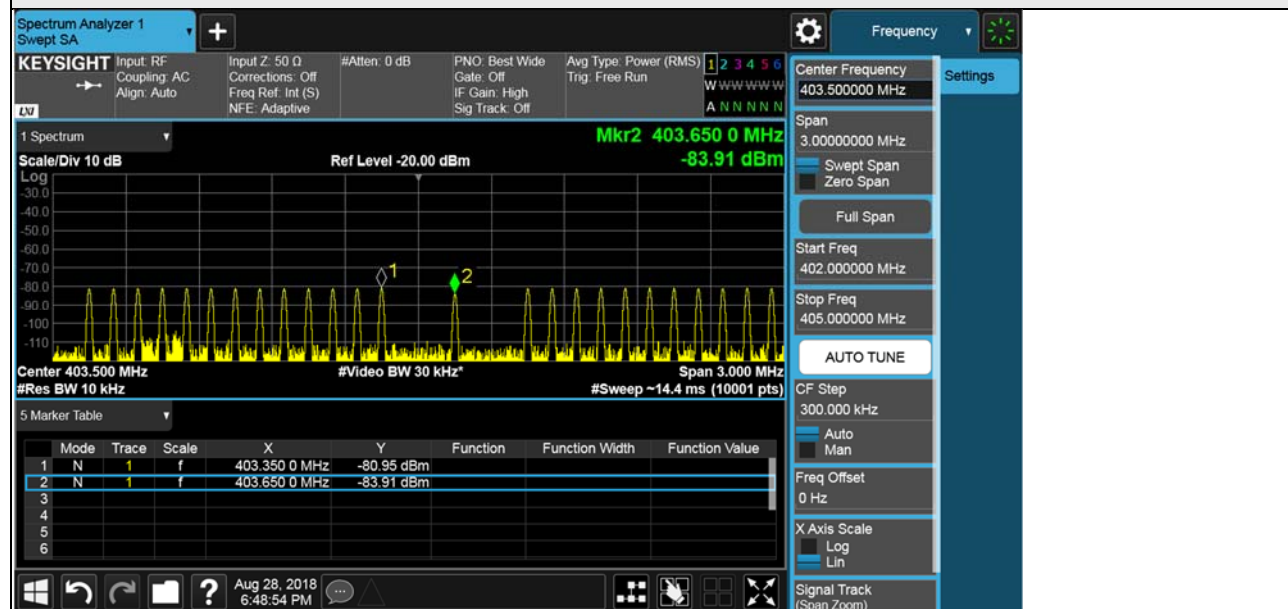 Spectrum Analyzer 1
Swept SA
Frequency
KEYSIGHT
Input: RF
Coupling: AC
Align: Auto
Input Z: 50 Ω
Corrections: Off
Freq Ref: Int (S)
NFE: Adaptive
#Atten: 0 dB
PNO: Best Wide
Gate: Off
IF Gain: High
Sig Track: Off
Avg Type: Power (RMS)
Trig: Free Run
1 2 3 4 5 6
W W W W W W
A N N N N N
LXI
1 Spectrum
Scale/Div 10 dB
Ref Level -20.00 dBm
Mkr2 403.650 0 MHz
-83.91 dBm
Log
-30.0
-40.0
-50.0
-60.0
-70.0
-80.0
-90.0
-100
-110
1
2
Center 403.500 MHz
#Video BW 30 kHz*
Span 3.000 MHz
#Res BW 10 kHz
#Sweep ~14.4 ms (10001 pts)
5 Marker Table
Mode Trace Scale X Y Function Function Width Function Value
1 N 1 f 403.350 0 MHz -80.95 dBm
2 N 1 f 403.650 0 MHz -83.91 dBm
3
4
5
6
Aug 28, 2018
6:48:54 PM
Settings
Center Frequency
403.500000 MHz
Span
3.00000000 MHz
Swept Span
Zero Span
Full Span
Start Freq
402.000000 MHz
Stop Freq
405.000000 MHz
AUTO TUNE
CF Step
300.000 kHz
Auto
Man
Freq Offset
0 Hz
X Axis Scale
Log
Lin
Signal Track
(Span Zoom)